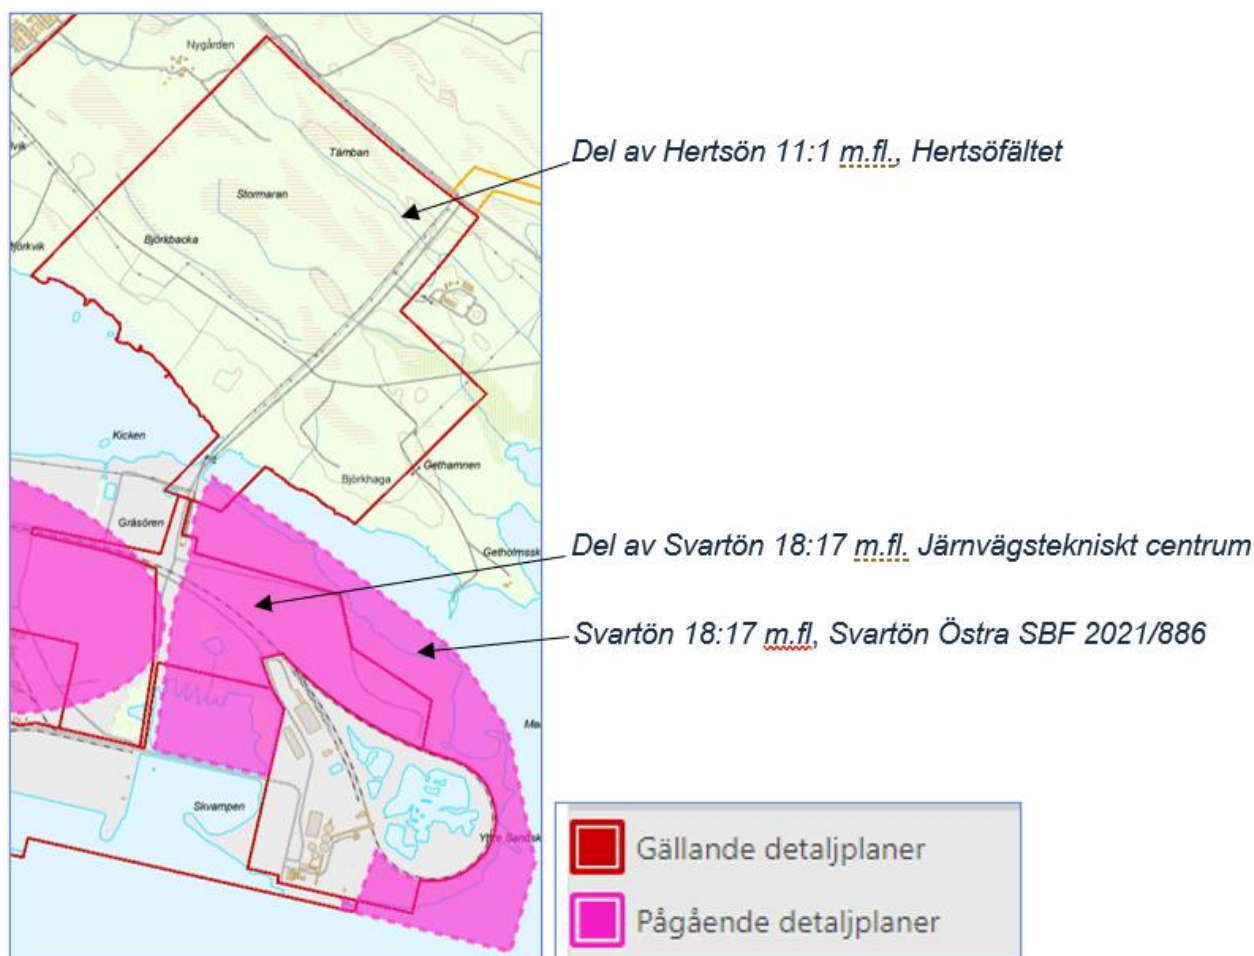 Nygården
Tämban
Stormaran
Björkbacka
Del av Hertsön 11:1 m.fl., Hertsöfältet
Kicken
Gethamnen
Björkhaga
Gräsören
Getholmssk
Del av Svartön 18:17 m.fl. Järnvägstekniskt centrum
Svartön 18:17 m.fl, Svartön Östra SBF 2021/886
Skvampen
Yttre Sandsk
Gällande detaljplaner
Pågående detaljplaner